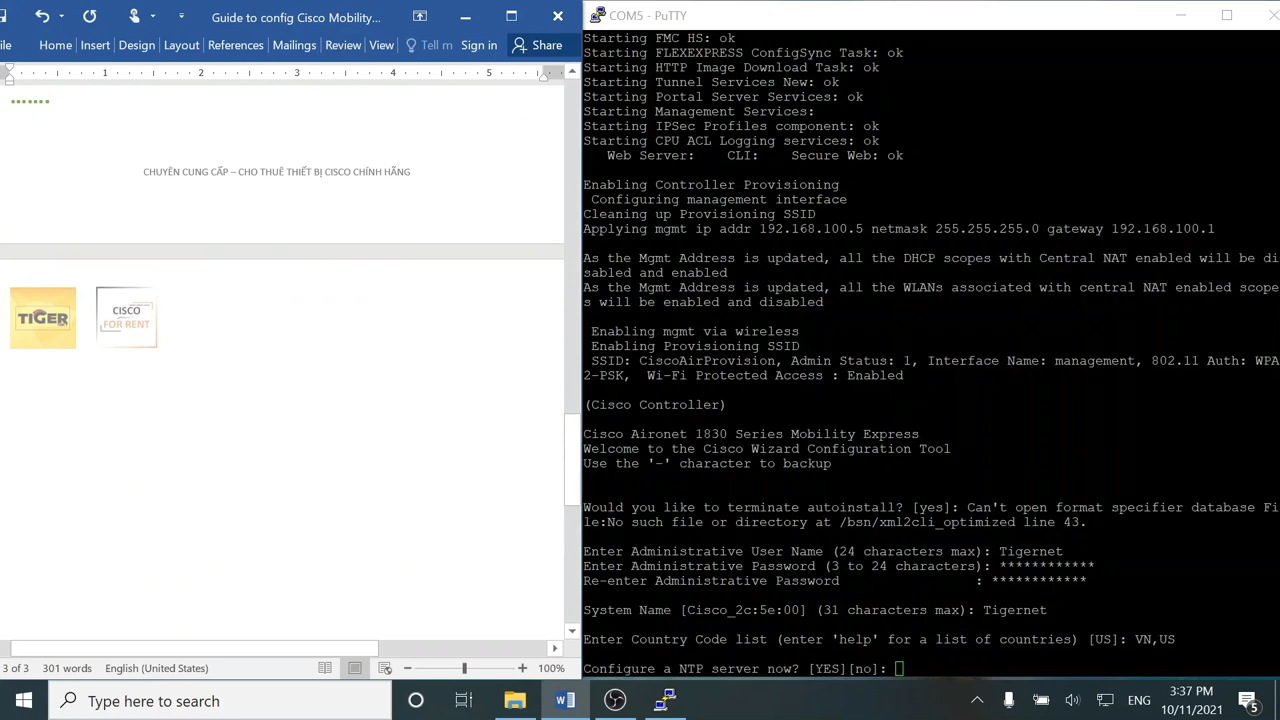 Guide to config Cisco Mobility...
ile Home Insert Design Layout References Mailings Review View Tell m Sign in Share
1 2 3 4 5
CHUYÊN CUNG CẤP – CHO THUÊ THIẾT BỊ CISCO CHÍNH HÃNG
TIGER
CISCO
FOR RENT
3 of 3 301 words English (United States) 100%
COM5 - PuTTY
Starting FMC HS: ok
Starting FLEXEXPRESS ConfigSync Task: ok
Starting HTTP Image Download Task: ok
Starting Tunnel Services New: ok
Starting Portal Server Services: ok
Starting Management Services:
Starting IPSec Profiles component: ok
Starting CPU ACL Logging services: ok
Web Server: CLI: Secure Web: ok
Enabling Controller Provisioning
Configuring management interface
Cleaning up Provisioning SSID
Applying mgmt ip addr 192.168.100.5 netmask 255.255.255.0 gateway 192.168.100.1
As the Mgmt Address is updated, all the DHCP scopes with Central NAT enabled will be di
sabled and enabled
As the Mgmt Address is updated, all the WLANs associated with central NAT enabled scope
s will be enabled and disabled
Enabling mgmt via wireless
Enabling Provisioning SSID
SSID: CiscoAirProvision, Admin Status: 1, Interface Name: management, 802.11 Auth: WPA
2-PSK, Wi-Fi Protected Access : Enabled
(Cisco Controller)
Cisco Aironet 1830 Series Mobility Express
Welcome to the Cisco Wizard Configuration Tool
Use the '-' character to backup
Would you like to terminate autoinstall? [yes]: Can't open format specifier database Fi
le:No such file or directory at /bsn/xml2cli_optimized line 43.
Enter Administrative User Name (24 characters max): Tigernet
Enter Administrative Password (3 to 24 characters): ************
Re-enter Administrative Password : ************
System Name [Cisco_2c:5e:00] (31 characters max): Tigernet
Enter Country Code list (enter 'help' for a list of countries) [US]: VN,US
Configure a NTP server now? [YES][no]:
Type here to search
ENG
3:37 PM
10/11/2021
5